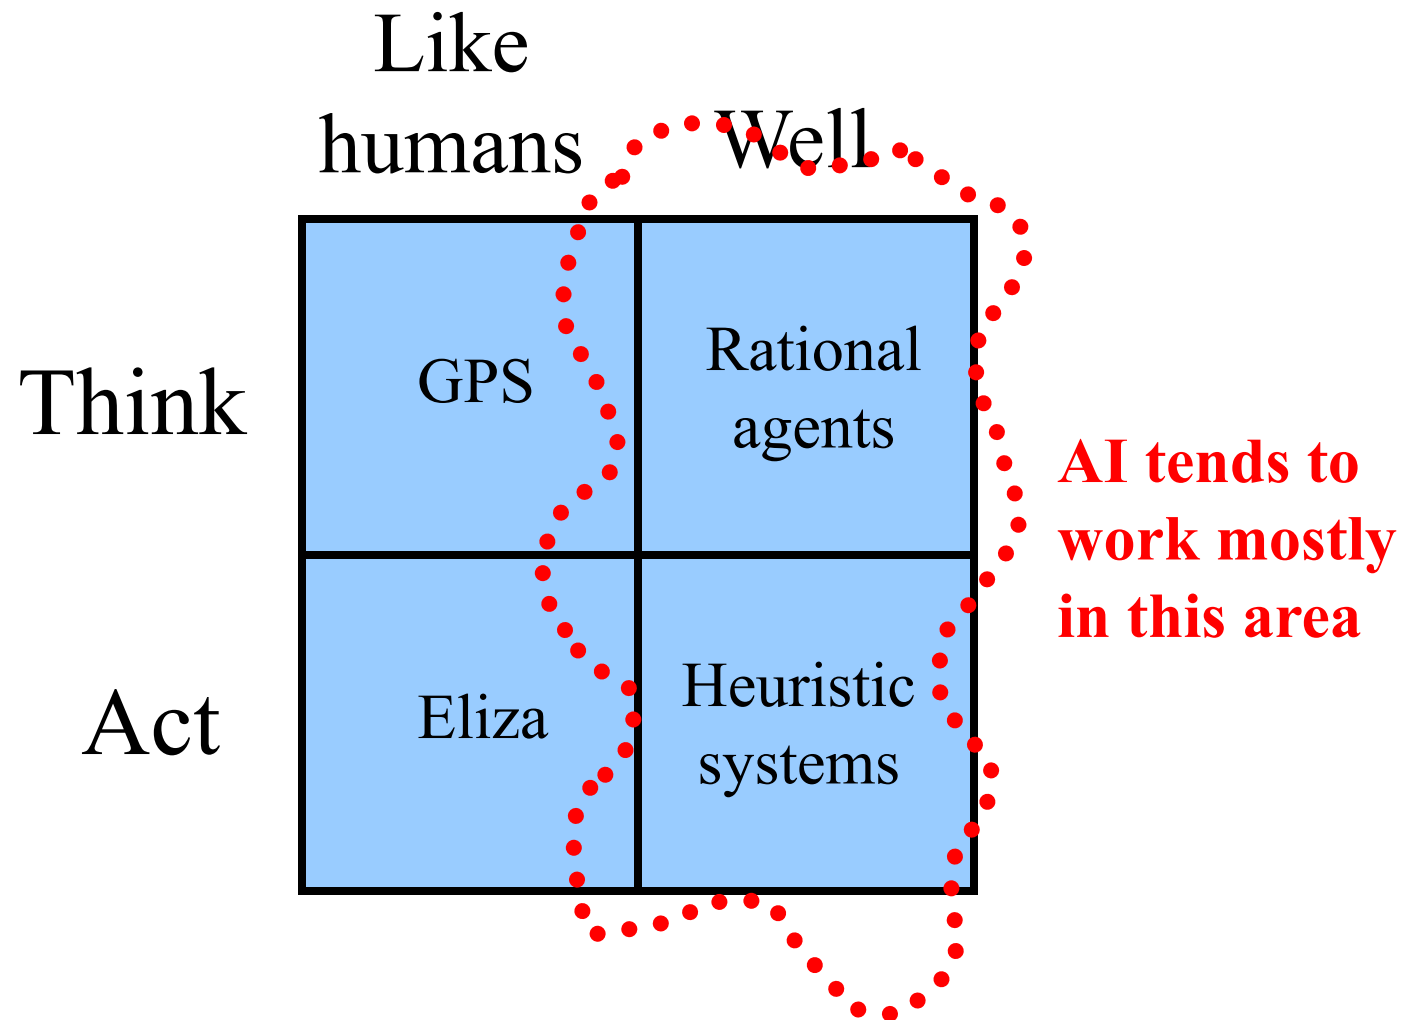 Like
humans
Well
Think
GPS
Rational
agents
AI tends to
work mostly
in this area
Act
Eliza
Heuristic
systems